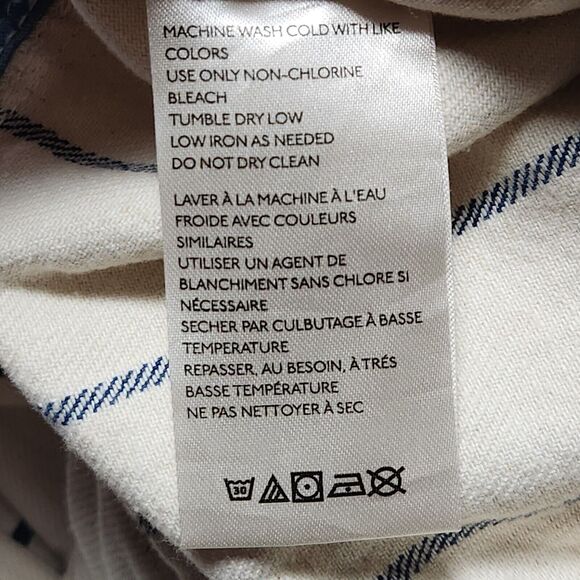 MACHINE WASH COLD WITH LIKE
COLORS
USE ONLY NON-CHLORINE
BLEACH
TUMBLE DRY LOW
LOW IRON AS NEEDED
DO NOT DRY CLEAN
LAVER À LA MACHINE À L'EAU
FROIDE AVEC COULEURS
SIMILAIRES
UTILISER UN AGENT DE
BLANCHIMENT SANS CHLORE SI
NÉCESSAIRE
SECHER PAR CULBUTAGE À BASSE
TEMPERATURE
REPASSER, AU BESOIN, À TRÉS
BASSE TEMPÉRATURE
NE PAS NETTOYER À SEC
30